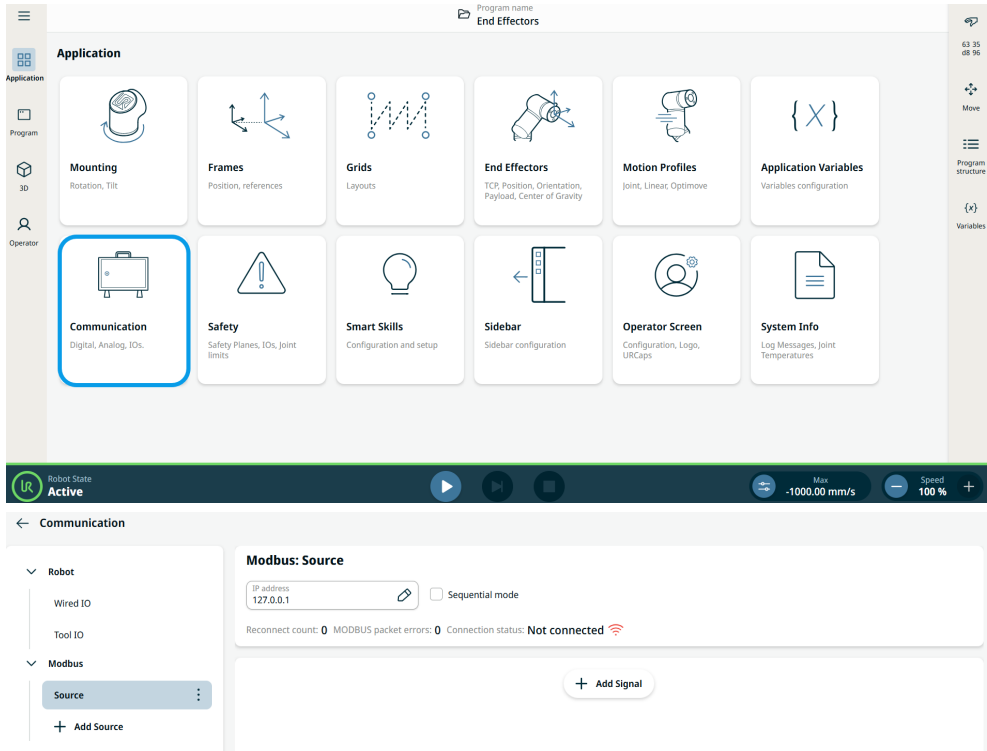 Program name
End Effectors
63 35
d8 96
Application
Application
Program
3D
Operator
Move
Program
structure
{x}
Variables
Mounting
Rotation, Tilt
Frames
Position, references
Grids
Layouts
End Effectors
TCP, Position, Orientation,
Payload, Center of Gravity
Motion Profiles
Joint, Linear, Optimove
{X}
Application Variables
Variables configuration
Communication
Digital, Analog, IOs.
Safety
Safety Planes, IOs, Joint
limits
Smart Skills
Configuration and setup
Sidebar
Sidebar configuration
Operator Screen
Configuration, Logo,
URCaps
System Info
Log Messages, Joint
Temperatures
UR
Robot State
Active
Max
-1000.00 mm/s
Speed
100 %
Communication
Robot
Wired IO
Tool IO
Modbus
Source
Add Source
Modbus: Source
IP address
127.0.0.1
Sequential mode
Reconnect count: 0 MODBUS packet errors: 0 Connection status: Not connected
Add Signal